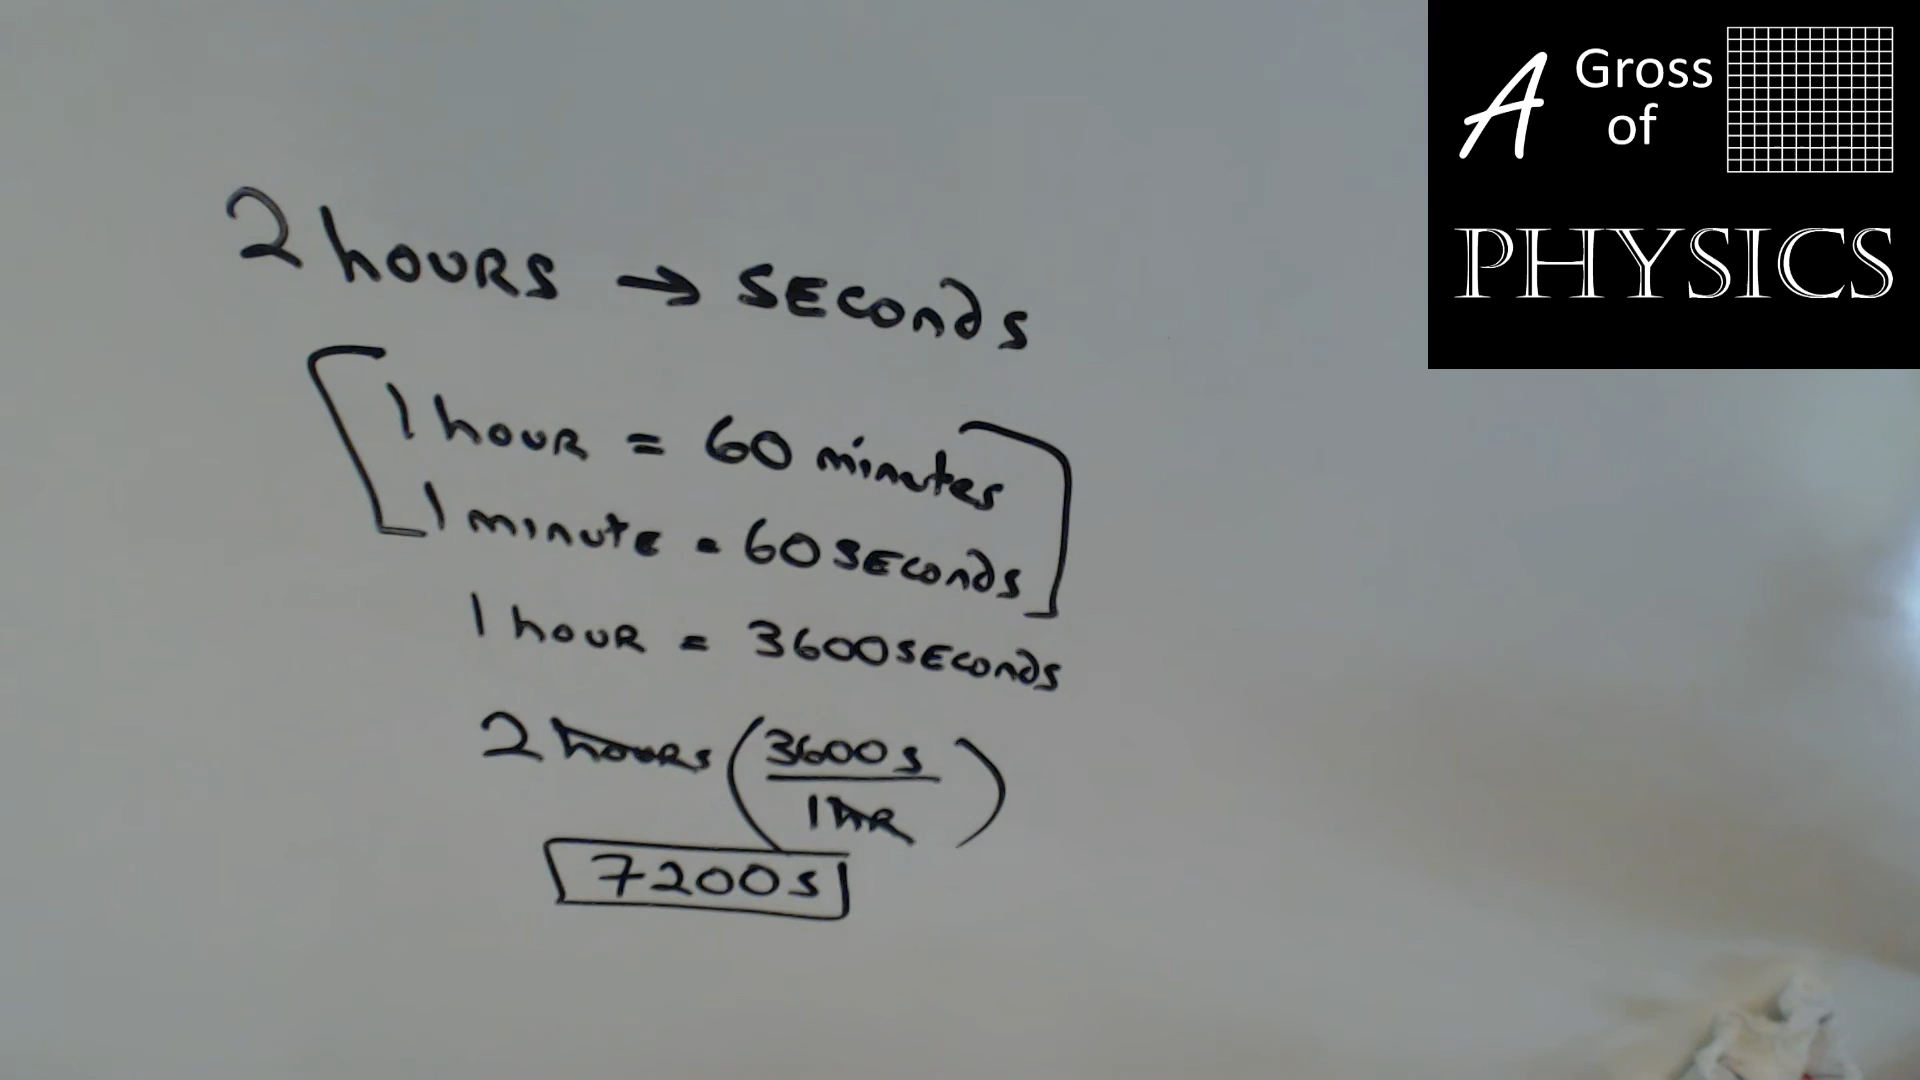 2 hours → seconds
1 hour = 60 minutes
1 minute = 60 seconds
1 hour = 3600 seconds
2 hours (3600 s / 1 hr)
7200 s
A Gross of
PHYSICS